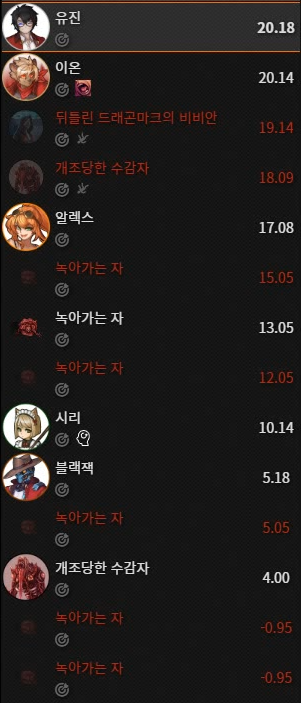 유진
20.18
이온
20.14
뒤틀린 드래곤마크의 비비안
19.14
개조당한 수감자
18.09
알렉스
17.08
녹아가는 자
15.05
녹아가는 자
13.05
녹아가는 자
12.05
시리
10.14
블랙잭
5.18
녹아가는 자
5.05
개조당한 수감자
4.00
녹아가는 자
-0.95
녹아가는 자
-0.95